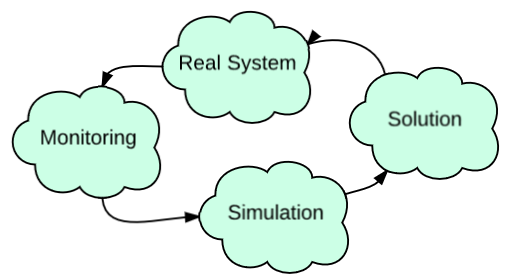 Real System
Solution
Monitoring
Simulation